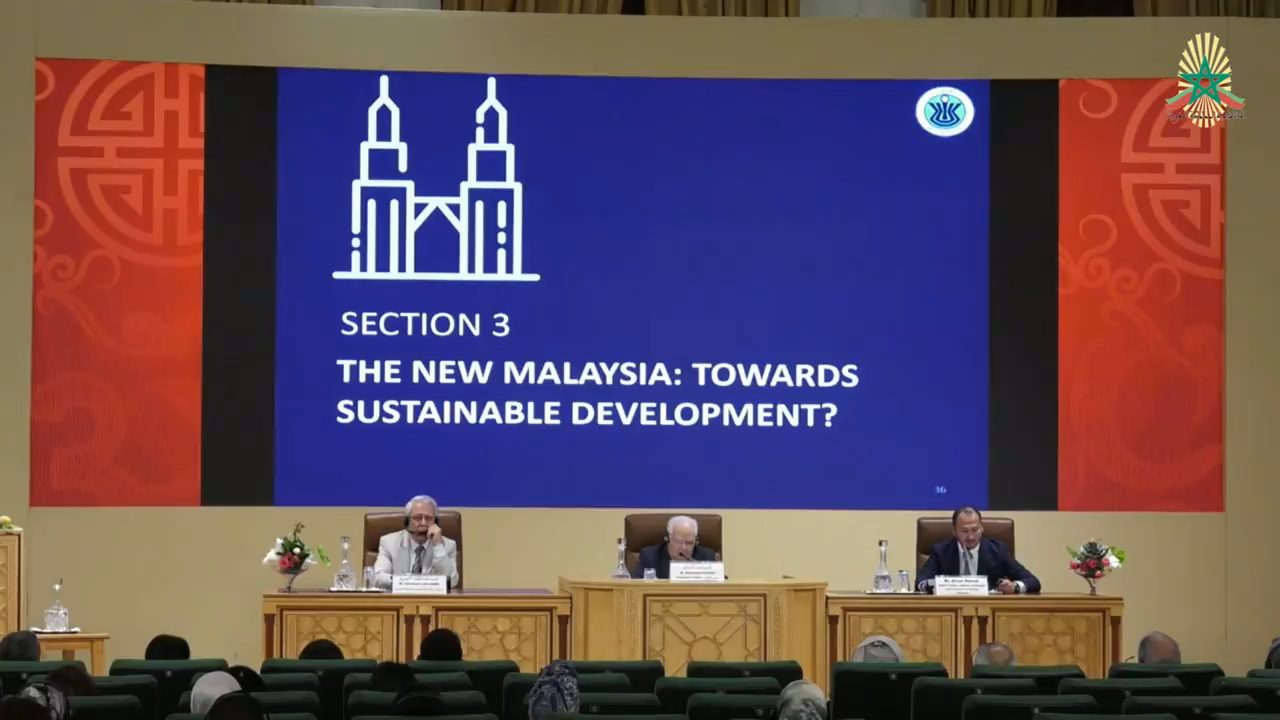 SECTION 3
THE NEW MALAYSIA: TOWARDS
SUSTAINABLE DEVELOPMENT?
36